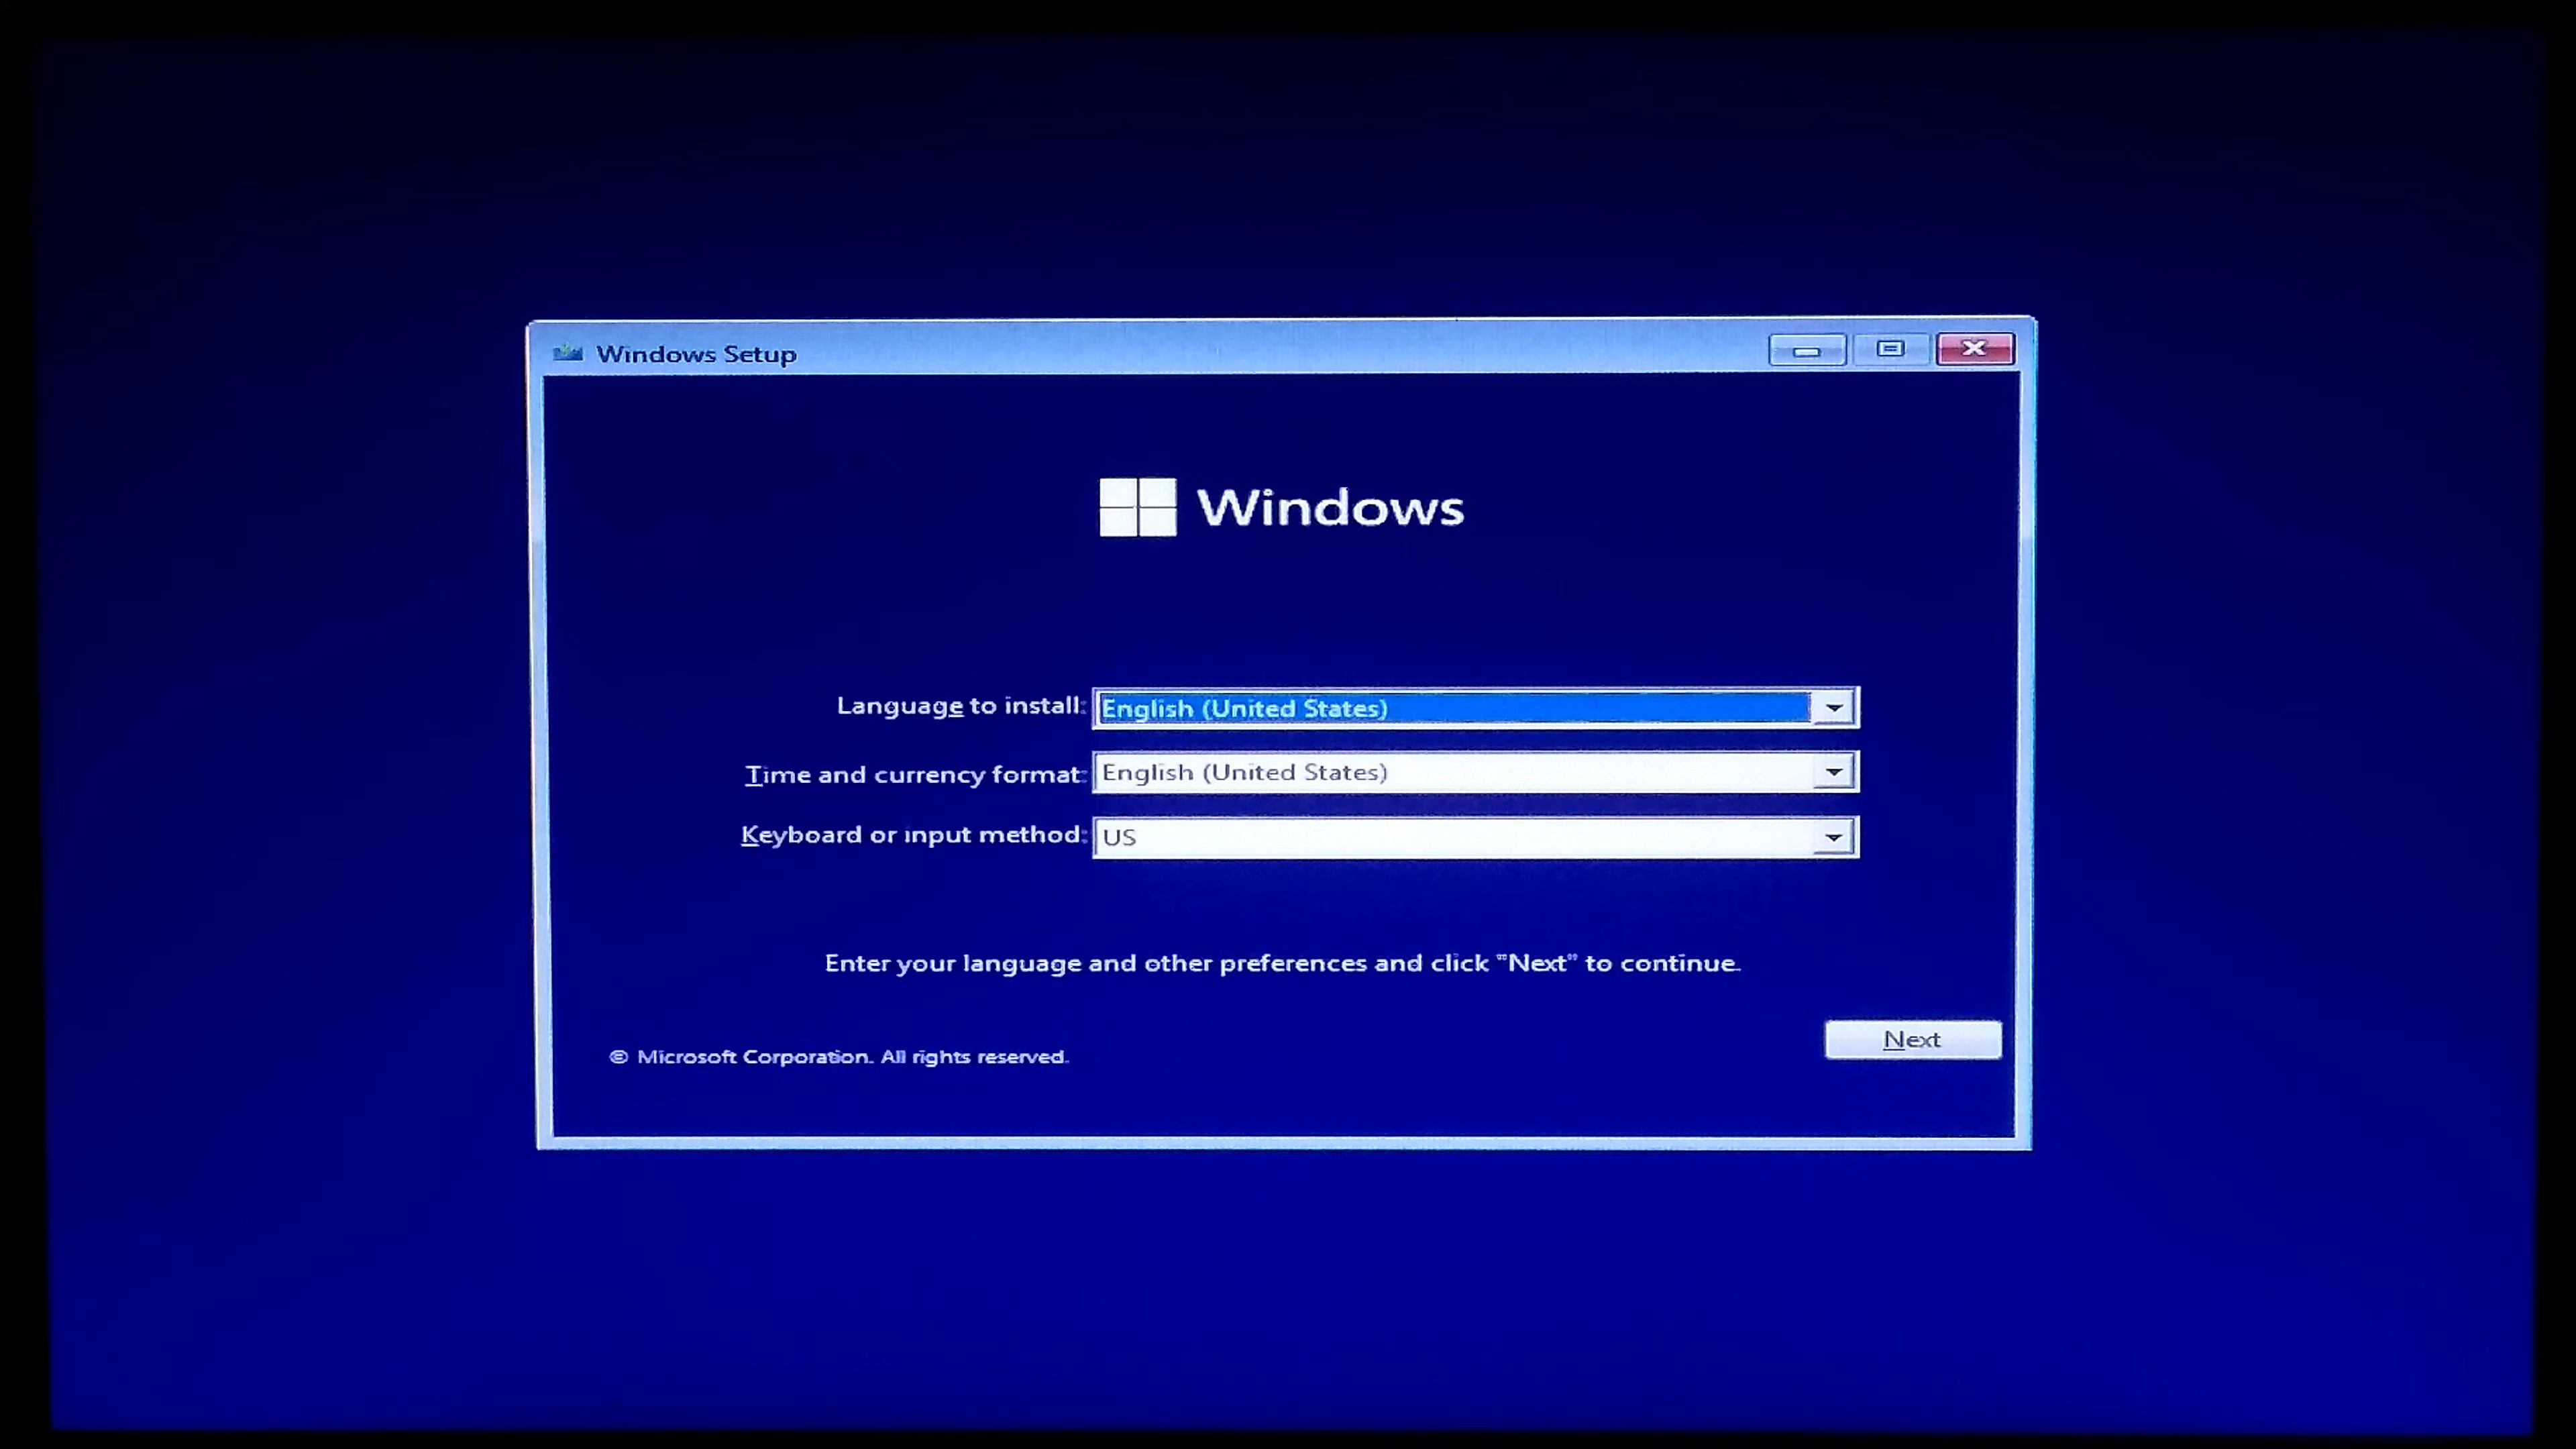 Windows Setup
Windows
Language to install: English (United States)
Time and currency format: English (United States)
Keyboard or input method: US
Enter your language and other preferences and click "Next" to continue.
© Microsoft Corporation. All rights reserved.
Next